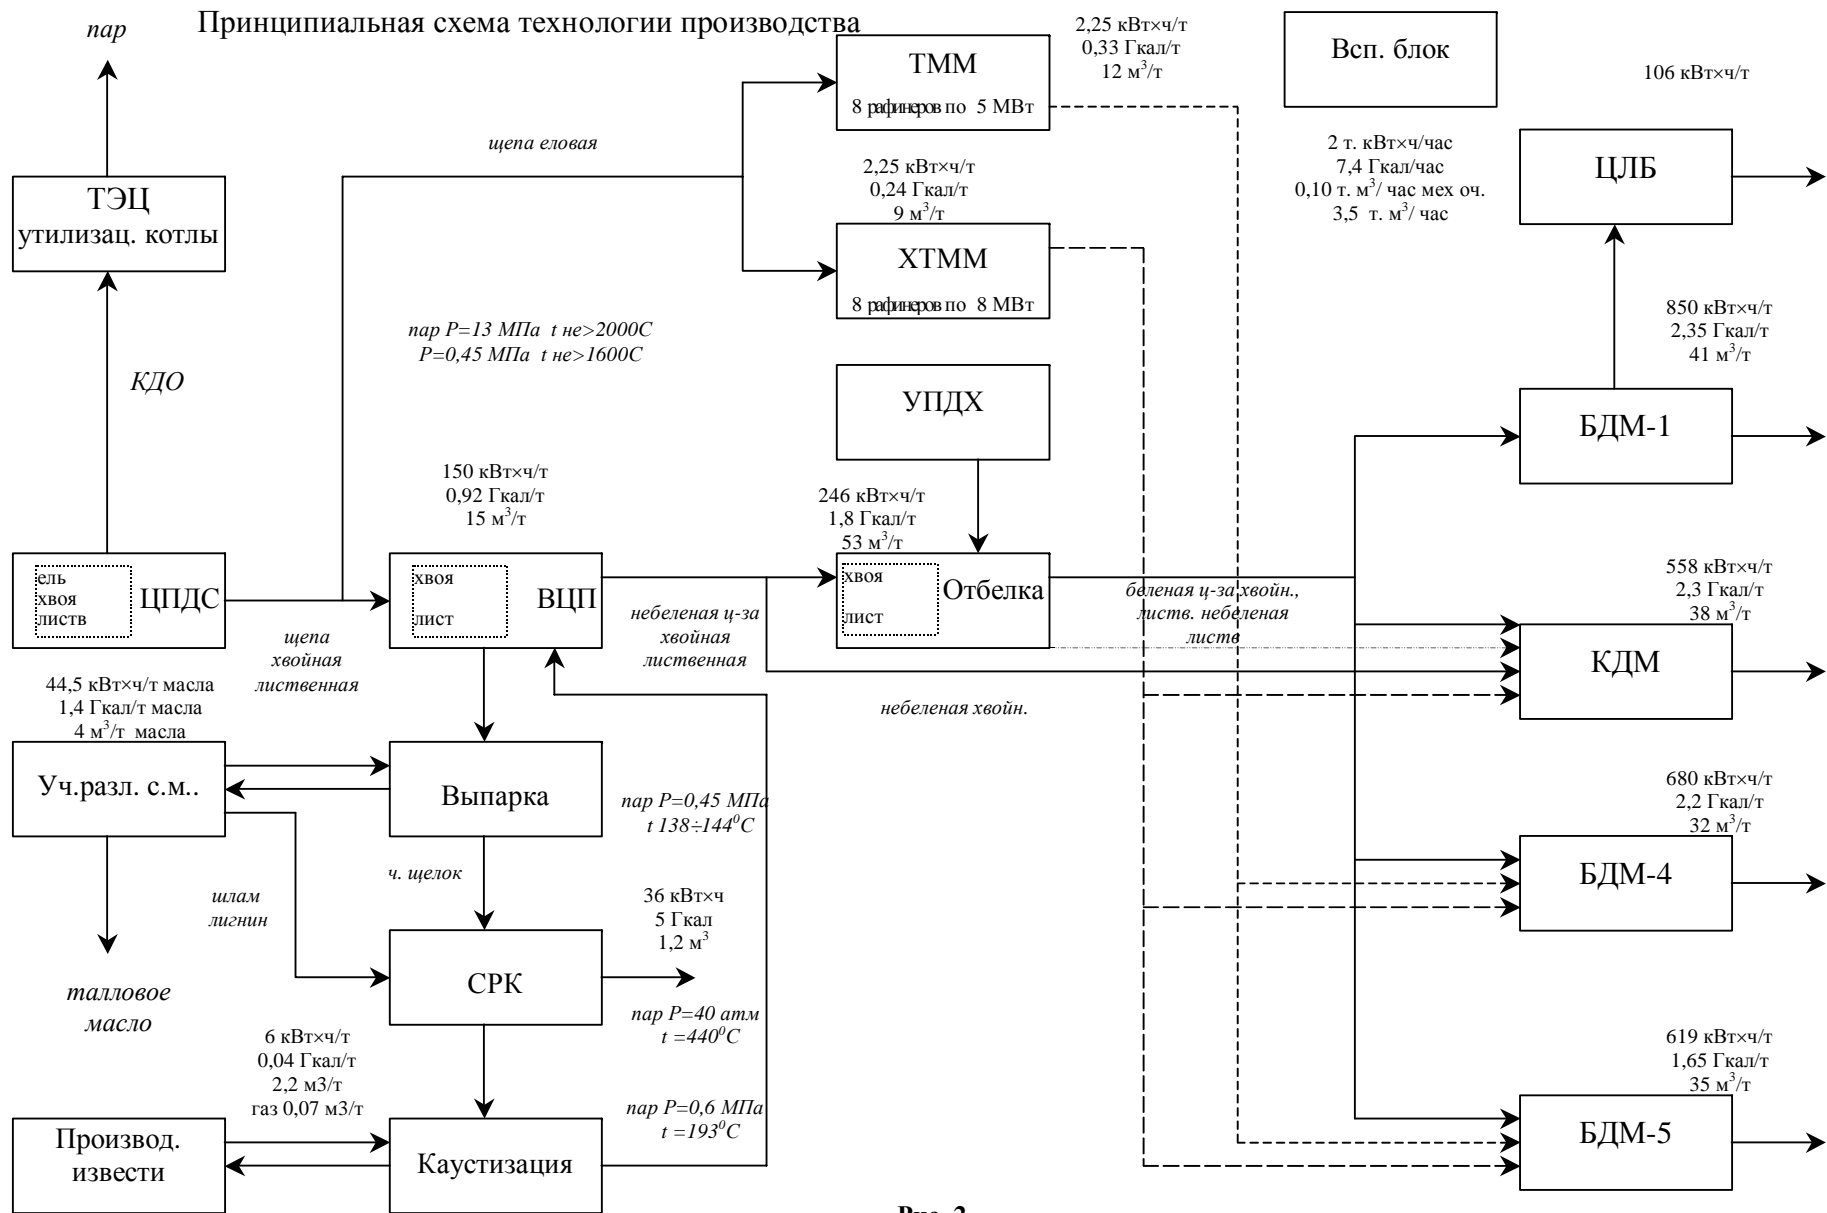 Принципиальная схема технологии производства
пар
ТЭЦ
утилизац. котлы
КДО
щепа еловая
2,25 кВт×ч/т
0,33 Гкал/т
12 м³/т
ТММ
8 рафинеров по 5 МВт
2,25 кВт×ч/т
0,24 Гкал/т
9 м³/т
ХТММ
8 рафинеров по 8 МВт
Всп. блок
2 т. кВт×ч/час
7,4 Гкал/час
0,10 т. м³/ час мех оч.
3,5 т. м³/ час
106 кВт×ч/т
ЦЛБ
пар Р=13 МПа t не>2000С
Р=0,45 МПа t не>1600С
УПДХ
850 кВт×ч/т
2,35 Гкал/т
41 м³/т
БДМ-1
ель
хвоя
листв
ЦПДС
щепа
хвойная
лиственная
150 кВт×ч/т
0,92 Гкал/т
15 м³/т
хвоя
лист
ВЦП
небеленая ц-за
хвойная
лиственная
246 кВт×ч/т
1,8 Гкал/т
53 м³/т
хвоя
лист
Отбелка
беленая ц-за хвойн.,
листв. небеленая
листв
небеленая хвойн.
558 кВт×ч/т
2,3 Гкал/т
38 м³/т
КДМ
44,5 кВт×ч/т масла
1,4 Гкал/т масла
4 м³/т масла
Уч.разл. с.м..
Выпарка
пар Р=0,45 МПа
t 138÷144⁰С
680 кВт×ч/т
2,2 Гкал/т
32 м³/т
БДМ-4
шлам
лигнин
ч. щелок
36 кВт×ч
5 Гкал
1,2 м³
СРК
талловое
масло
пар Р=40 атм
t =440⁰С
6 кВт×ч/т
0,04 Гкал/т
2,2 м3/т
газ 0,07 м3/т
Производ.
извести
Каустизация
пар Р=0,6 МПа
t =193⁰С
619 кВт×ч/т
1,65 Гкал/т
35 м³/т
БДМ-5
Рис. 2